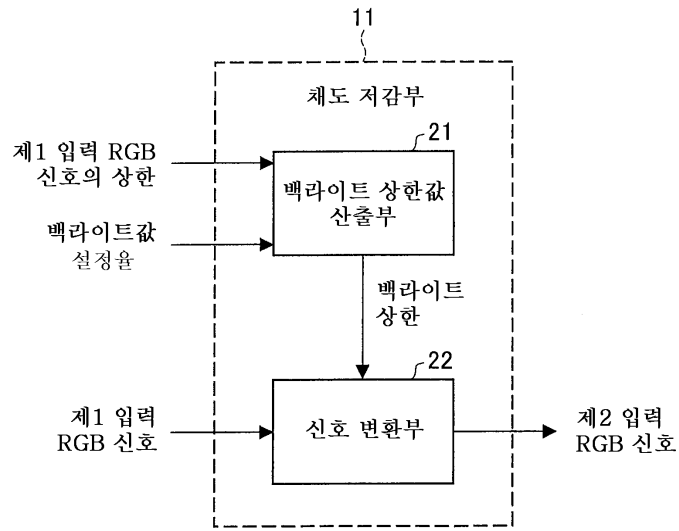 11
채도 저감부
제1 입력 RGB
신호의 상한
21
백라이트 상한값
산출부
백라이트값
설정율
백라이트
상한
22
제1 입력
RGB 신호
신호 변환부
제2 입력
RGB 신호